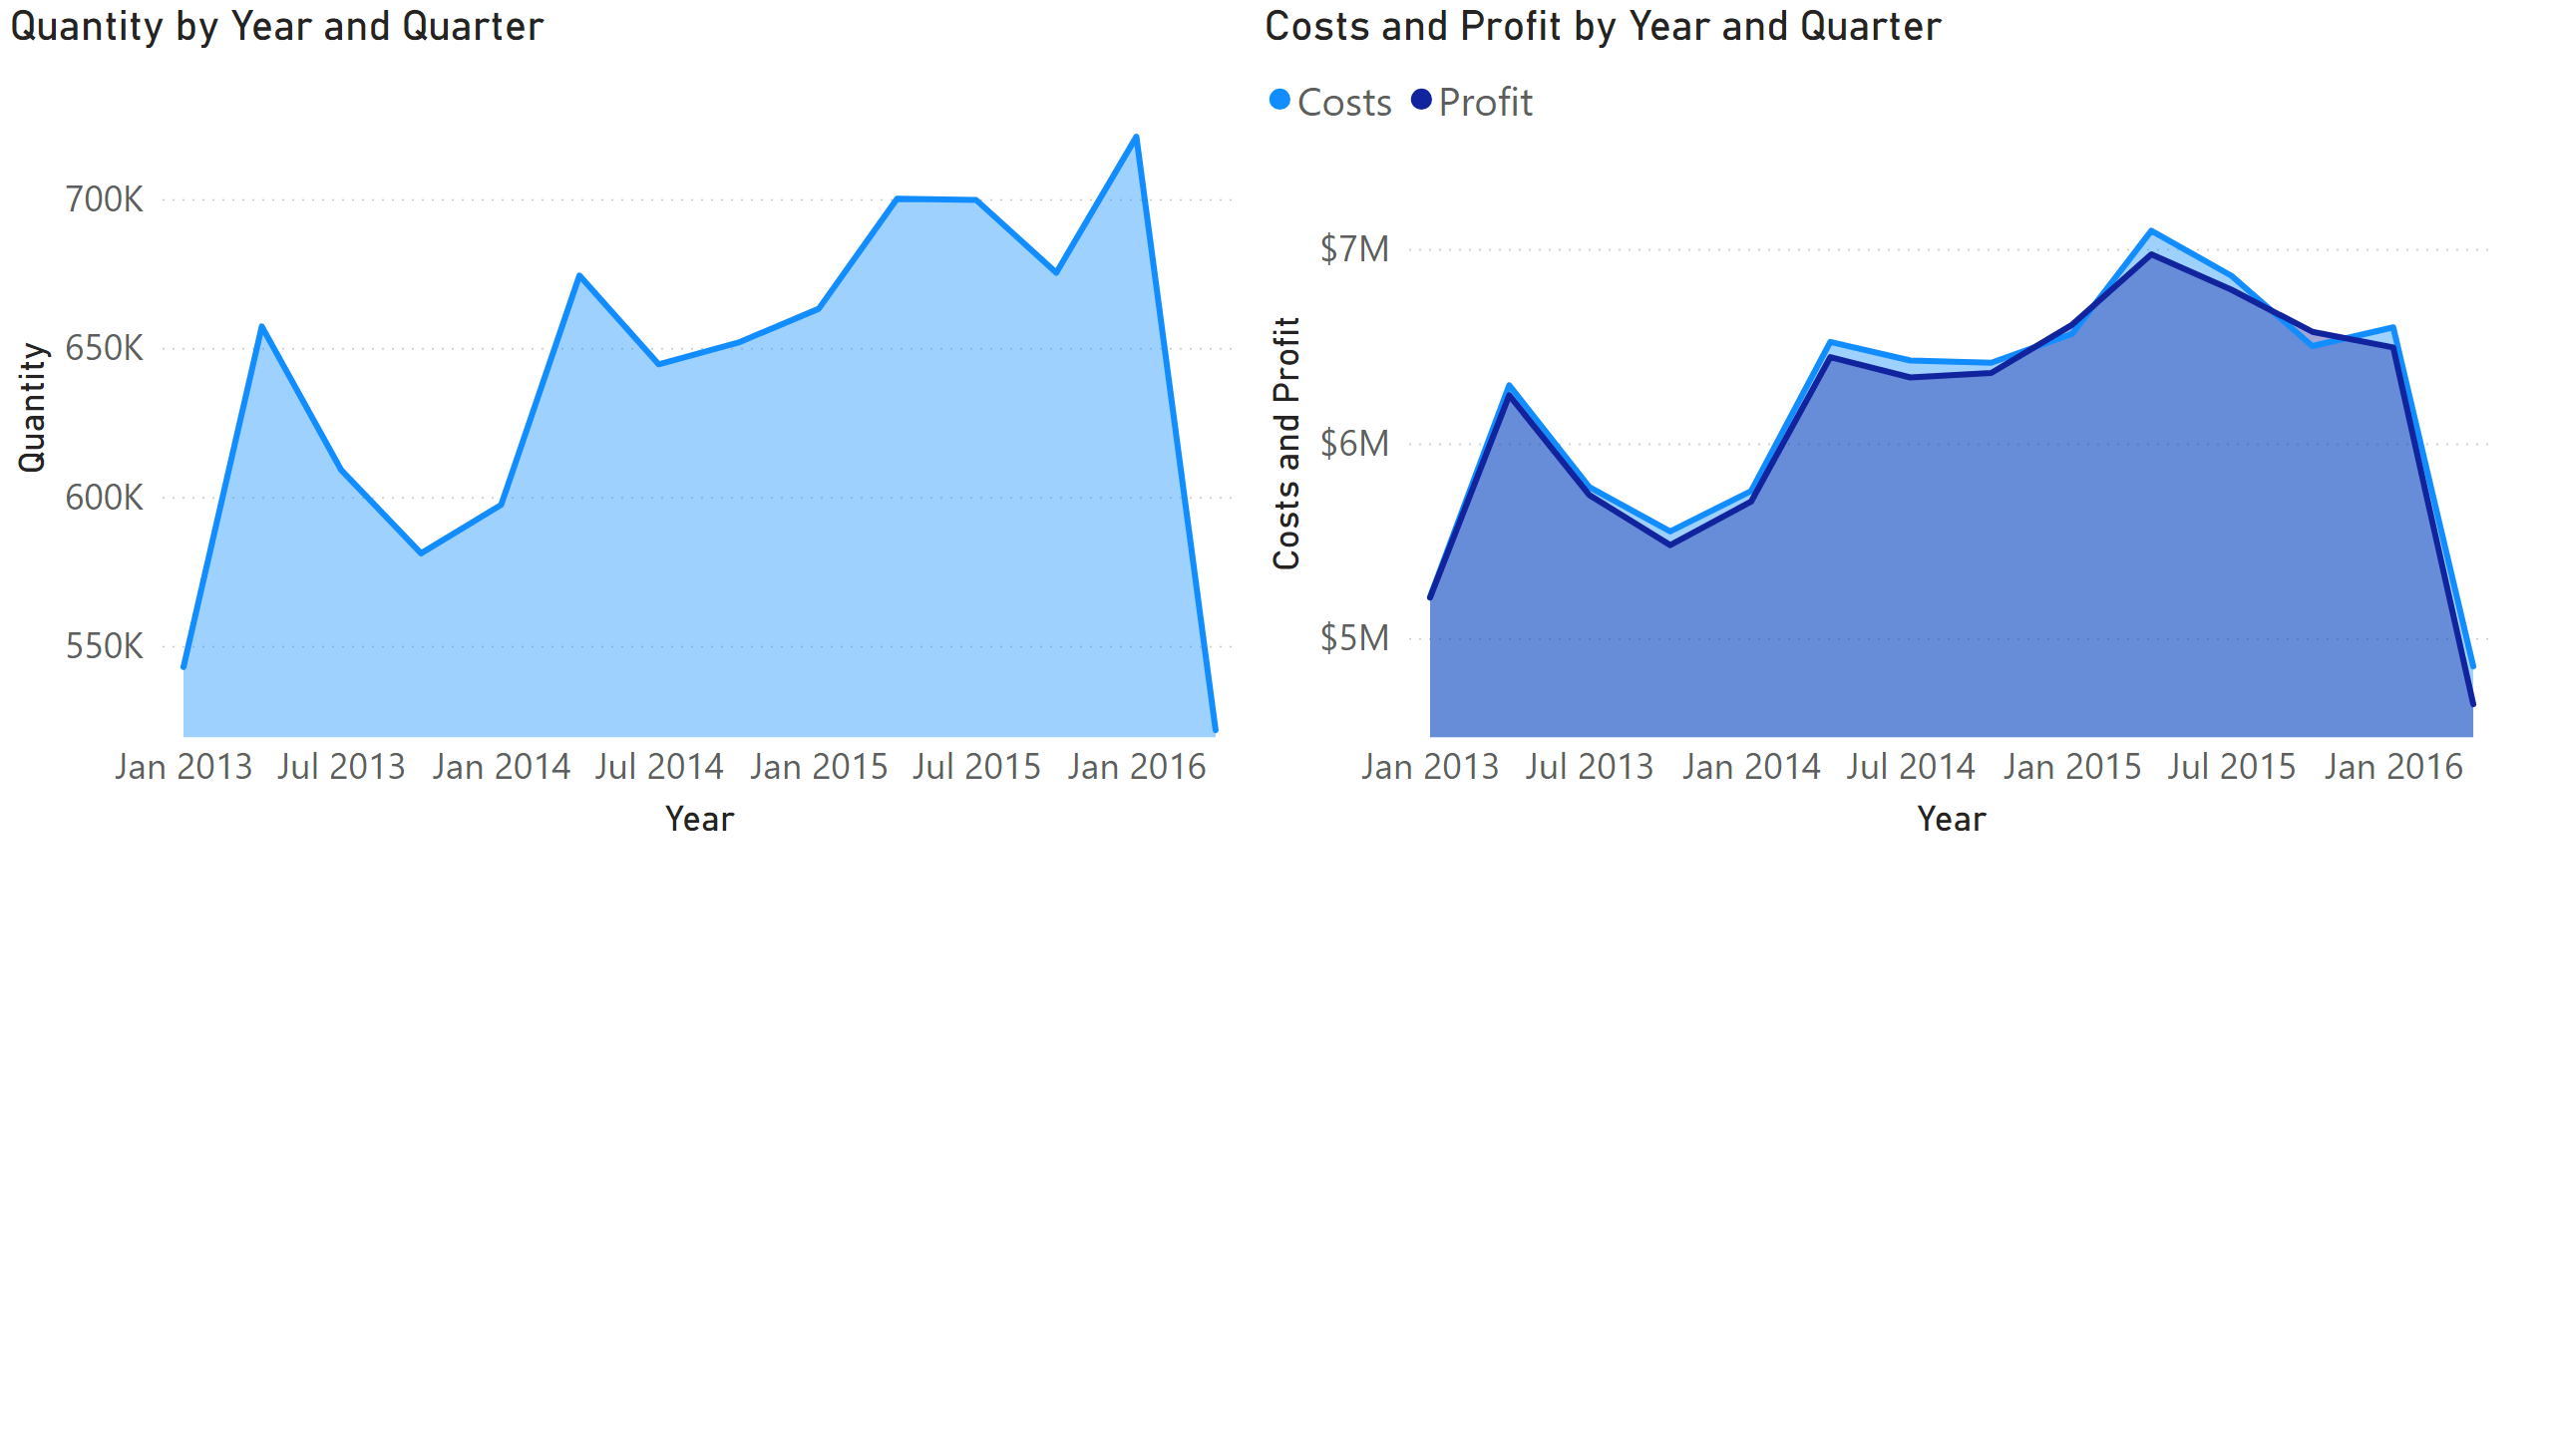 Quantity by Year and Quarter
700K
650K
600K
550K
Quantity
Jan 2013 Jul 2013 Jan 2014 Jul 2014 Jan 2015 Jul 2015 Jan 2016
Year
Costs and Profit by Year and Quarter
Costs Profit
$7M
$6M
$5M
Costs and Profit
Jan 2013 Jul 2013 Jan 2014 Jul 2014 Jan 2015 Jul 2015 Jan 2016
Year